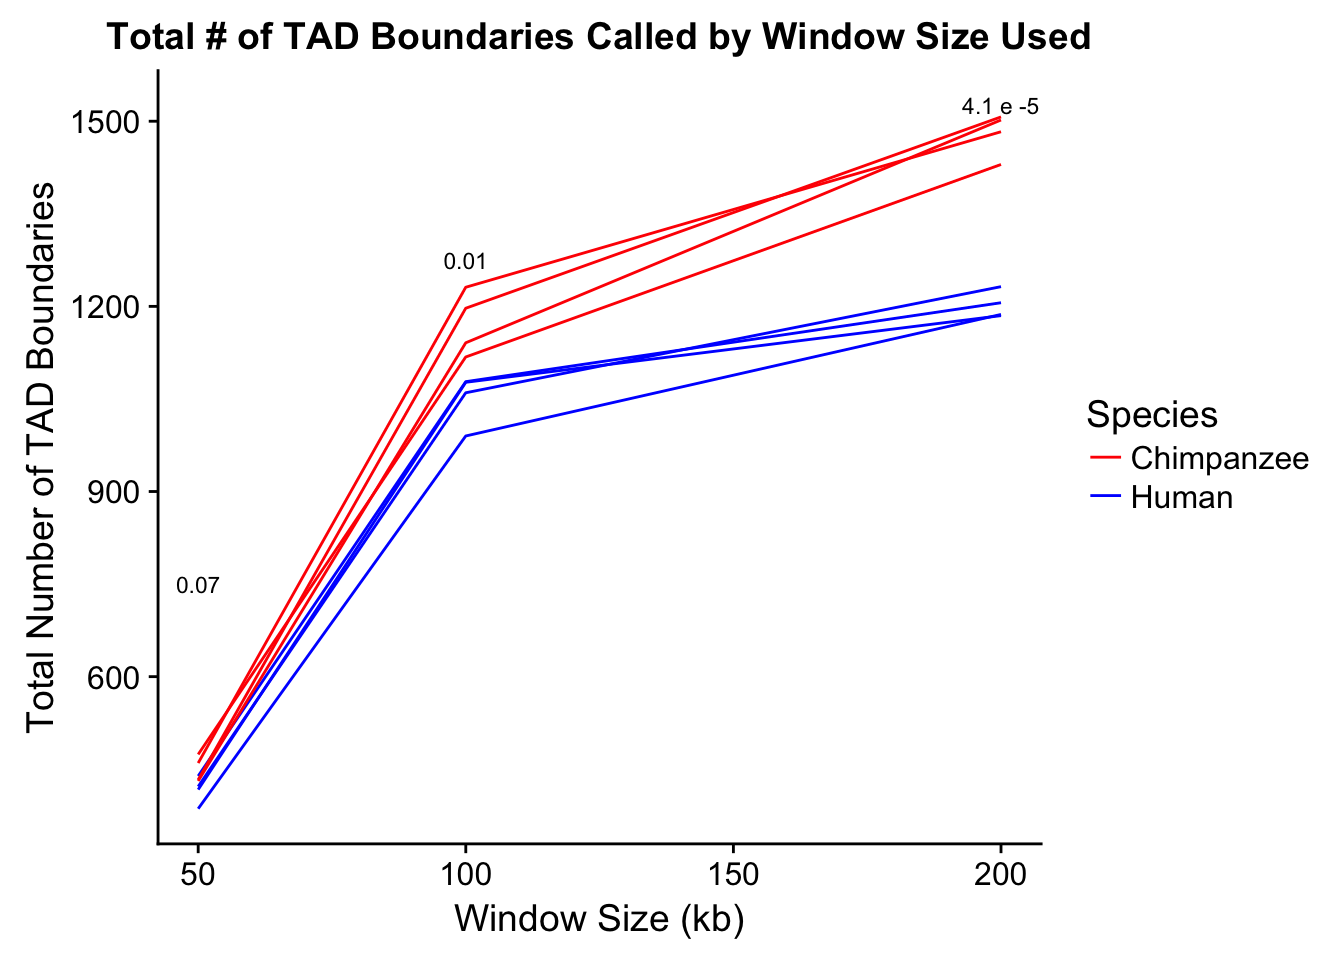 Total # of TAD Boundaries Called by Window Size Used
Total Number of TAD Boundaries
1500
1200
900
600
4.1 e -5
0.01
0.07
50
100
150
200
Window Size (kb)
Species
Chimpanzee
Human